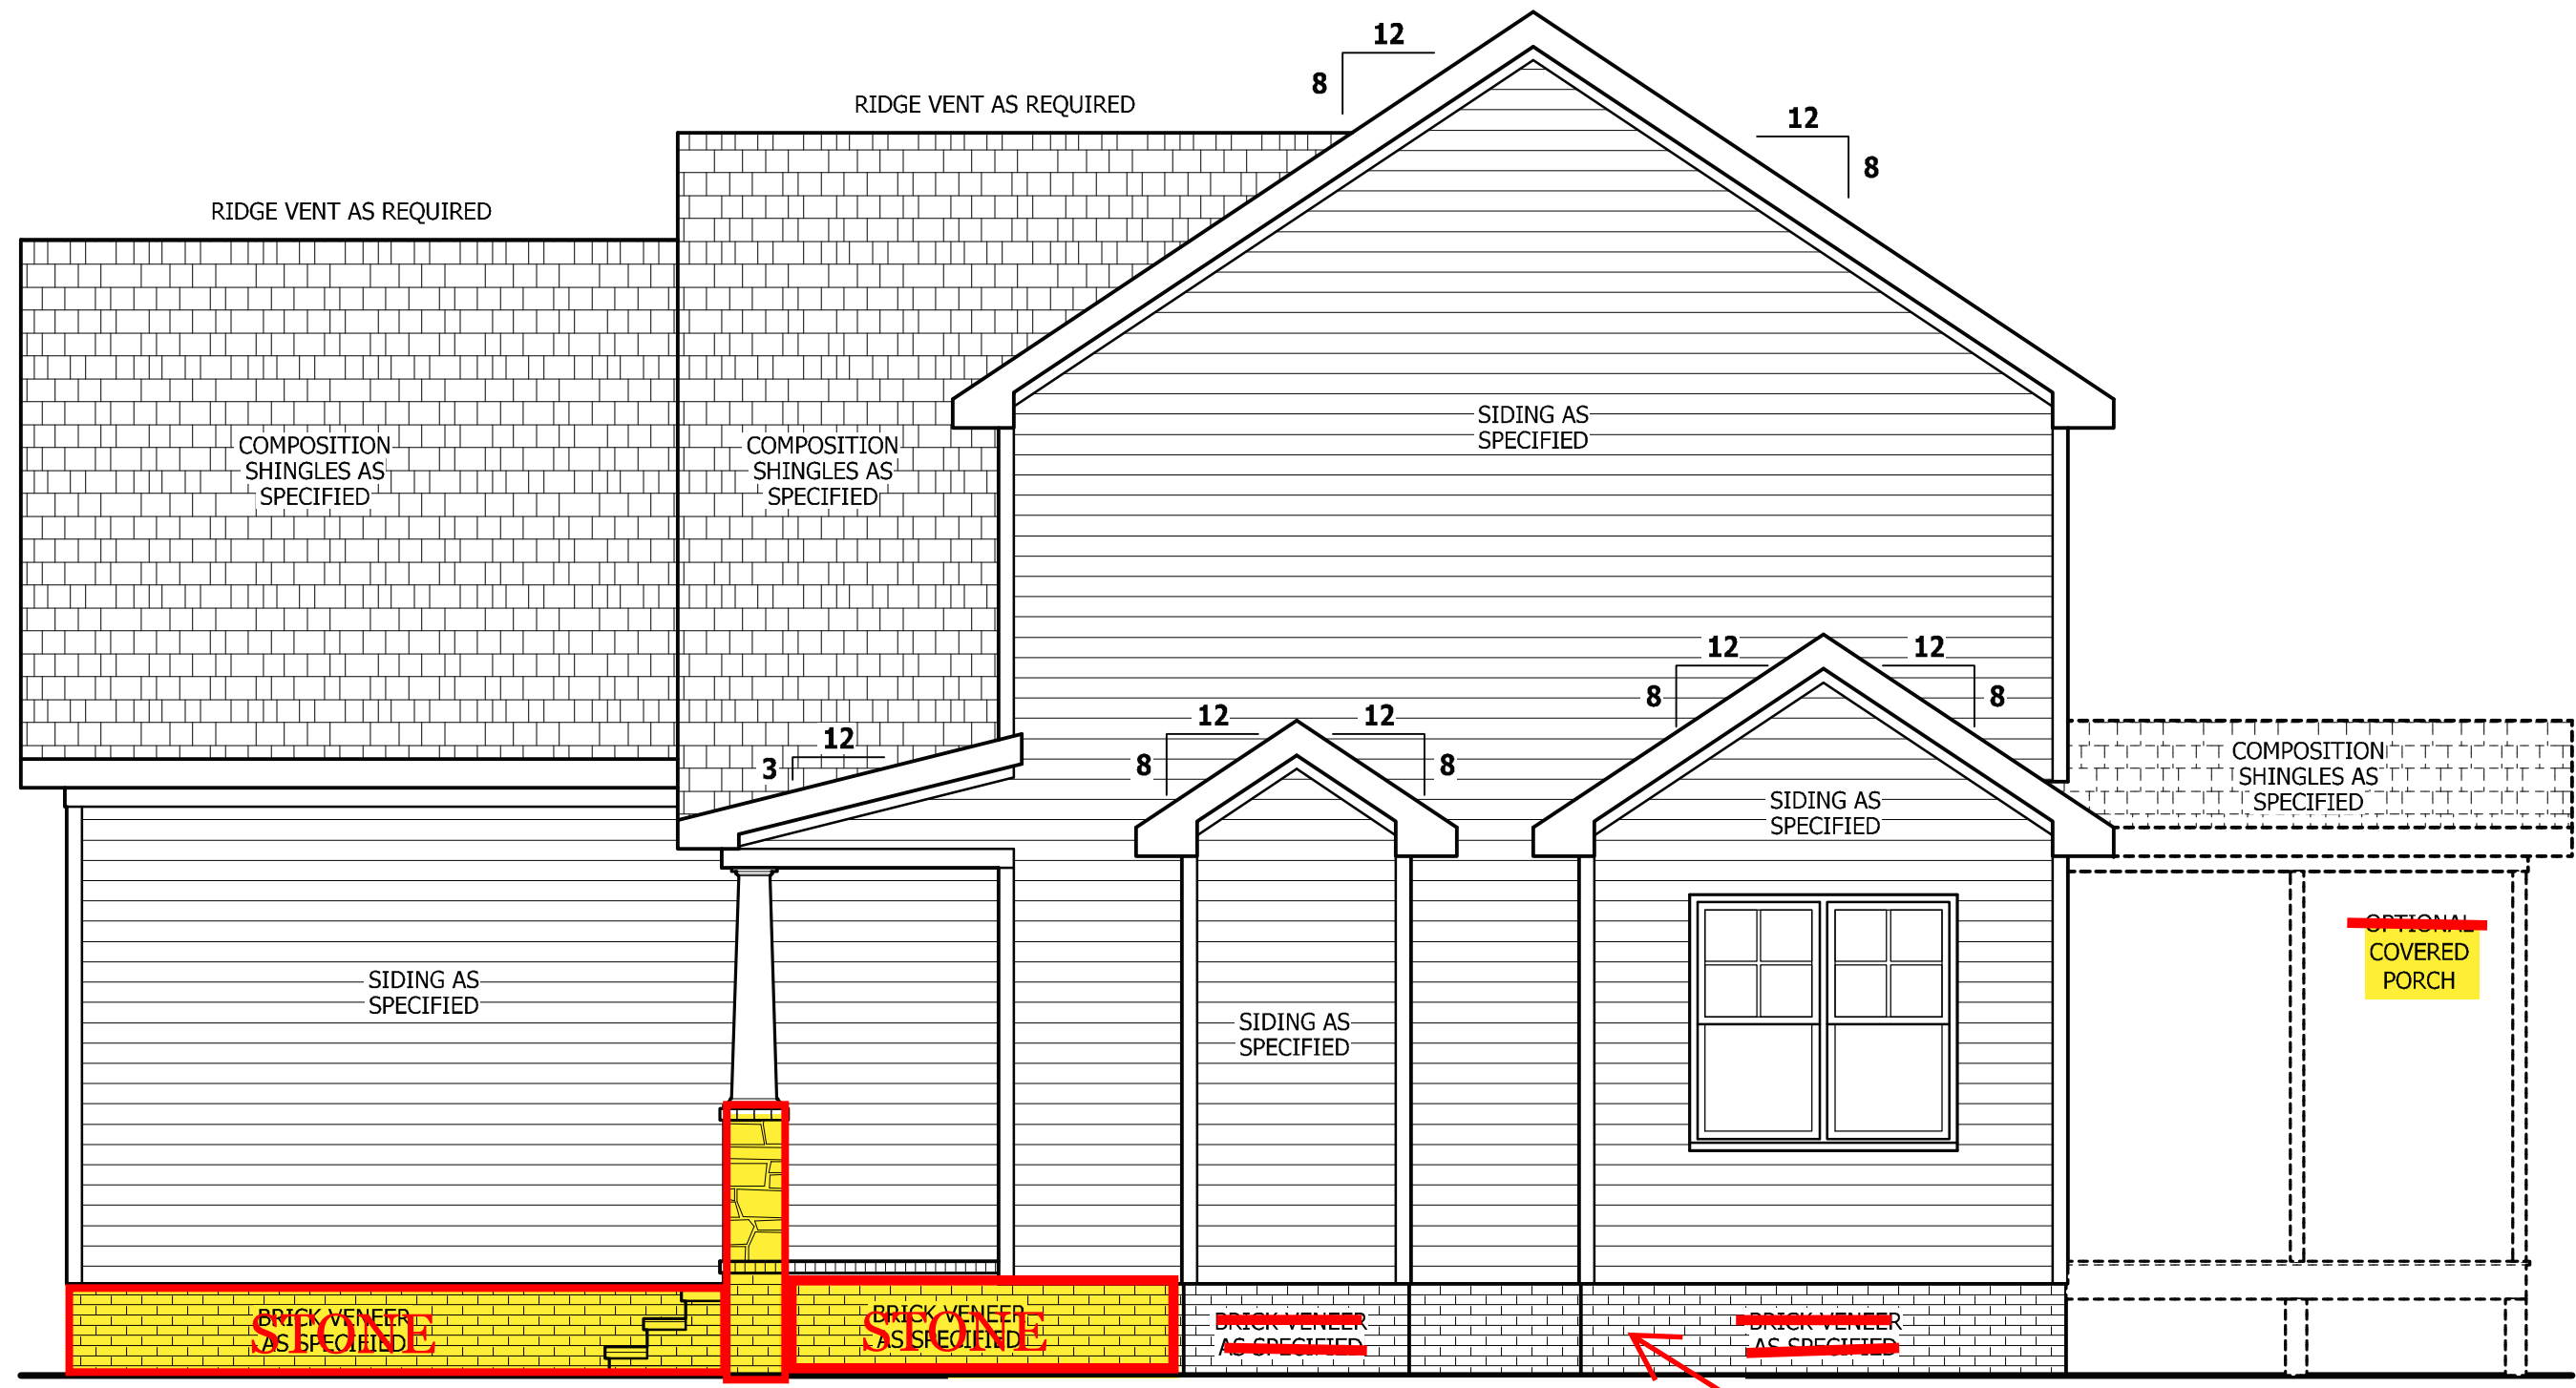 12
8
RIDGE VENT AS REQUIRED
12
8
RIDGE VENT AS REQUIRED
SIDING AS
SPECIFIED
COMPOSITION
SHINGLES AS
SPECIFIED
COMPOSITION
SHINGLES AS
SPECIFIED
12
12
8
8
12
12
8
8
12
3
COMPOSITION
SHINGLES AS
SPECIFIED
SIDING AS
SPECIFIED
OPTIONAL
COVERED
PORCH
SIDING AS
SPECIFIED
SIDING AS
SPECIFIED
BRICK VENEER
AS SPECIFIED
STONE
BRICK VENEER
AS SPECIFIED
STONE
BRICK VENEER
AS SPECIFIED
BRICK VENEER
AS SPECIFIED